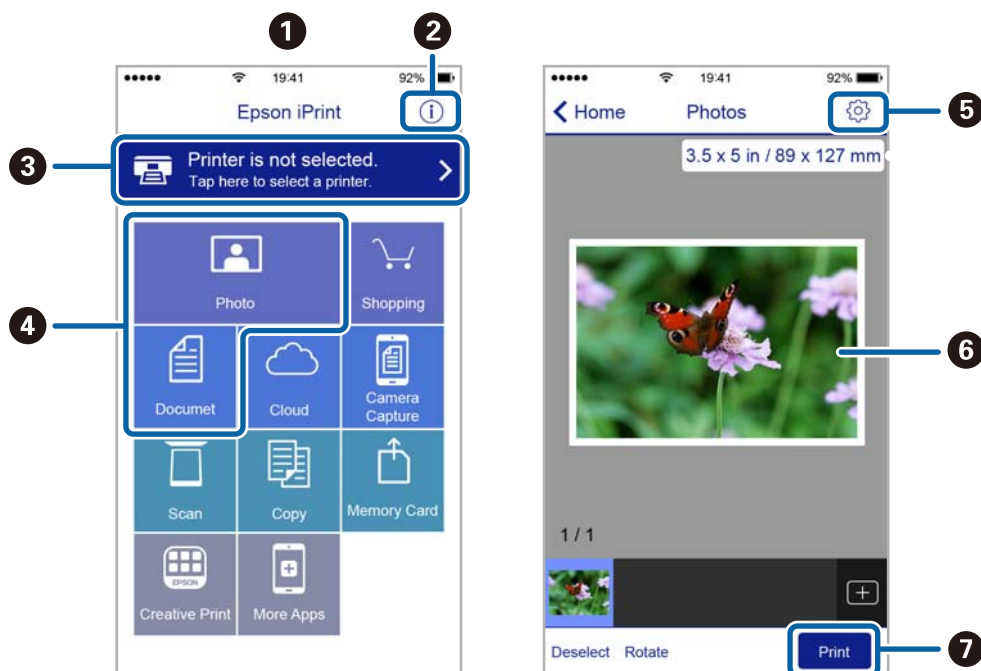 1
2
19:41
92%
Epson iPrint
3
Printer is not selected.
Tap here to select a printer.
4
Photo
Shopping
Documet
Cloud
Camera
Capture
Scan
Copy
Memory Card
EPSON
Creative Print
More Apps
19:41
92%
Home
Photos
5
3.5 x 5 in / 89 x 127 mm
6
1 / 1
Deselect
Rotate
Print
7